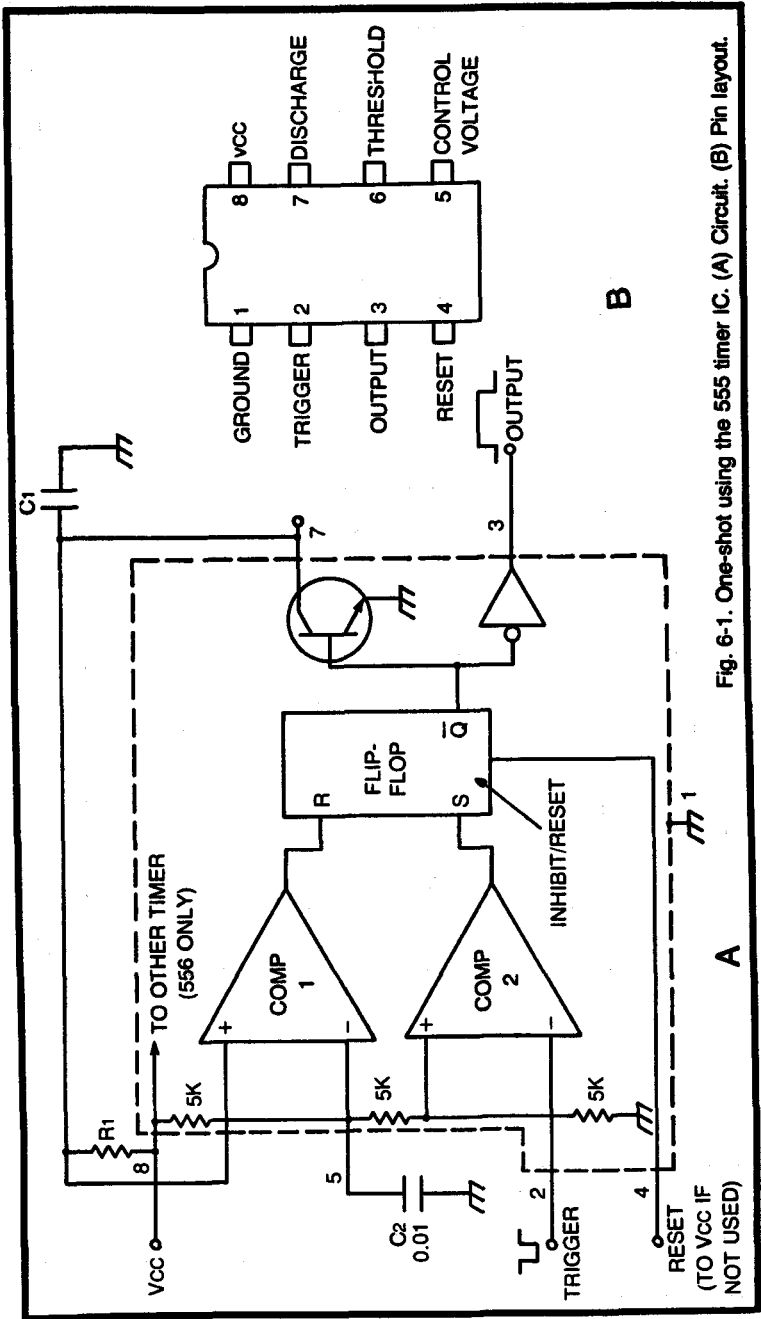 C1
R1
8
VCC
TO OTHER TIMER
(556 ONLY)
5K
5K
5K
5
C2
0.01
+
COMP
1
−
+
COMP
2
−
R
FLIP-
FLOP
S
Q̅
INHIBIT/RESET
7
3
OUTPUT
2
TRIGGER
4
RESET
(TO VCC IF
NOT USED)
1
A
GROUND 1
TRIGGER 2
OUTPUT 3
RESET 4
8 vCC
7 DISCHARGE
6 THRESHOLD
5 CONTROL
VOLTAGE
B
Fig. 6-1. One-shot using the 555 timer IC. (A) Circuit. (B) Pin layout.